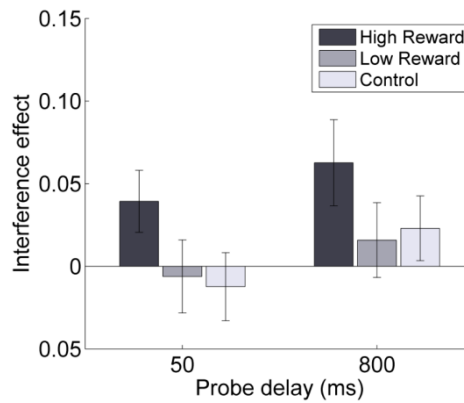 0.15
High Reward
Low Reward
Control
0.10
0.05
0
0.05
Interference effect
50
800
Probe delay (ms)